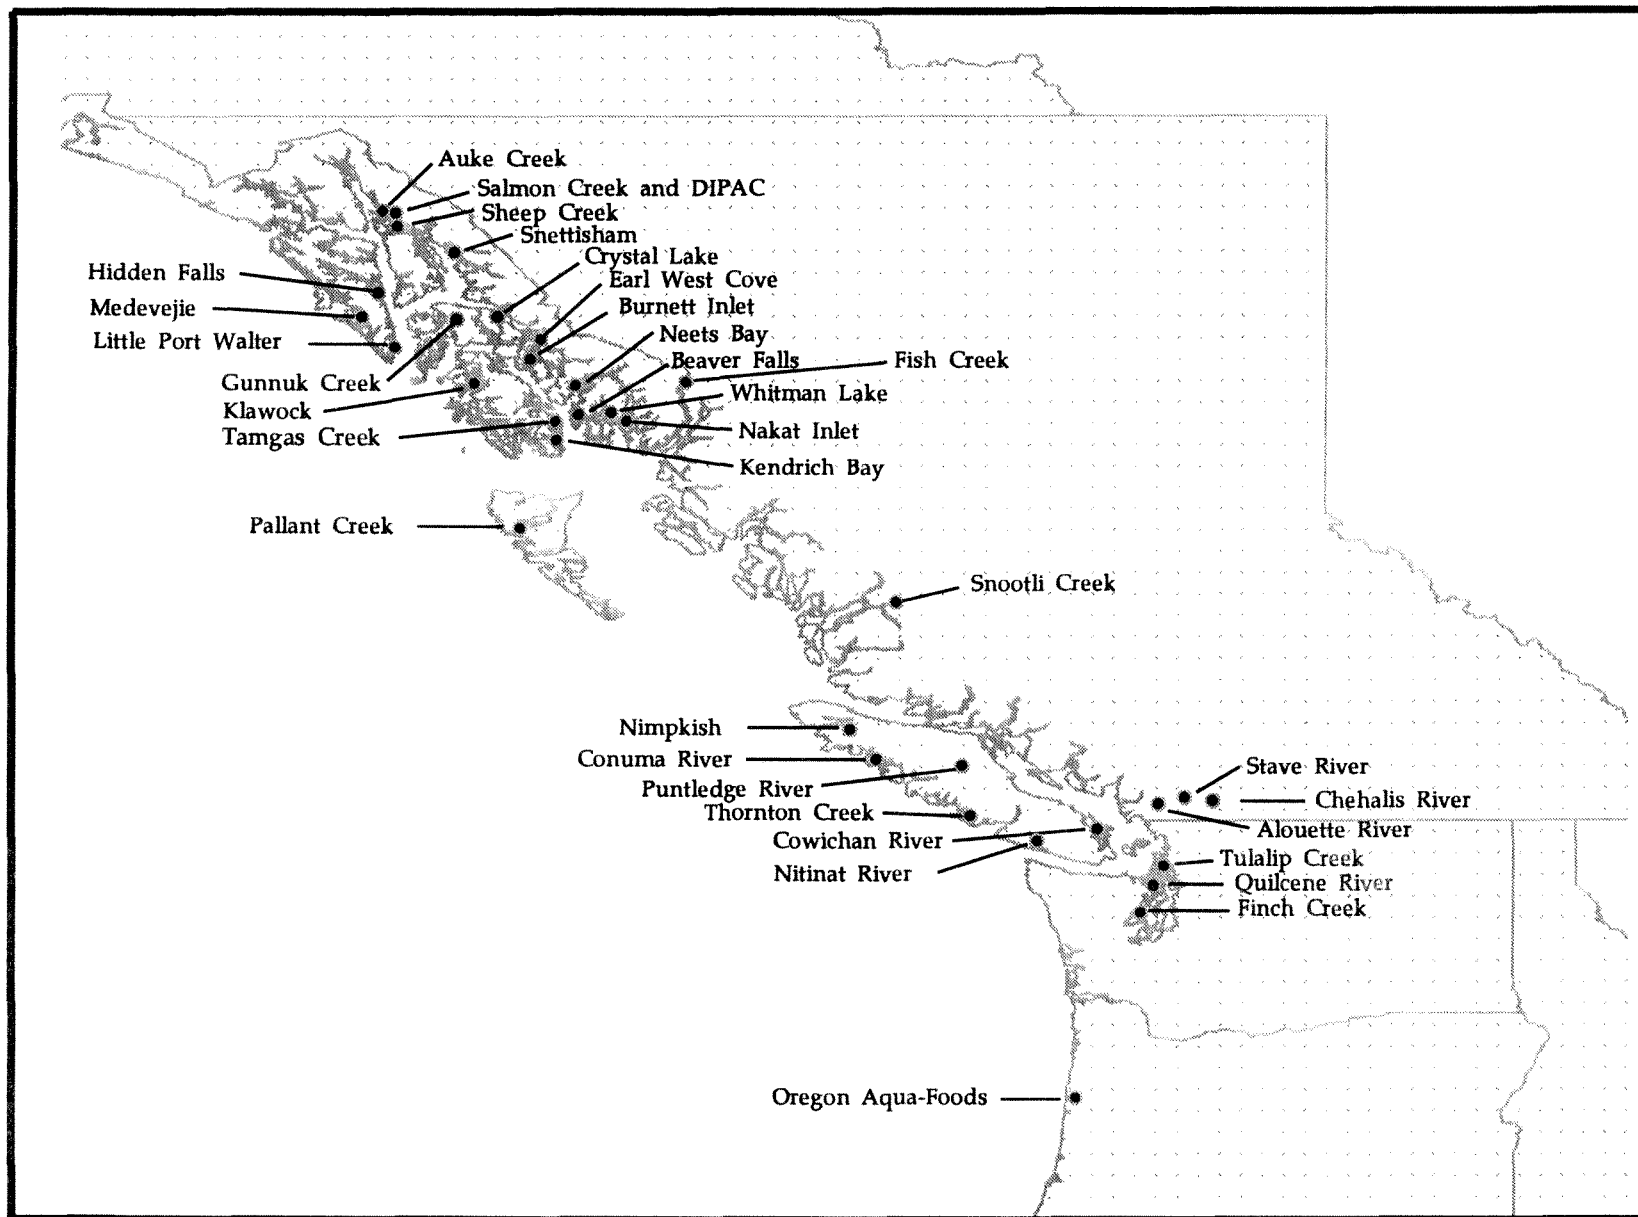 Auke Creek
Salmon Creek and DIPAC
Sheep Creek
Snettisham
Crystal Lake
Hidden Falls
Earl West Cove
Medevejie
Burnett Inlet
Neets Bay
Little Port Walter
Beaver Falls
Fish Creek
Gunnuk Creek
Whitman Lake
Klawock
Nakat Inlet
Tamgas Creek
Kendrich Bay
Pallant Creek
Snootli Creek
Nimpkish
Conuma River
Stave River
Puntledge River
Chehalis River
Thornton Creek
Alouette River
Cowichan River
Tulalip Creek
Nitinat River
Quilcene River
Finch Creek
Oregon Aqua-Foods